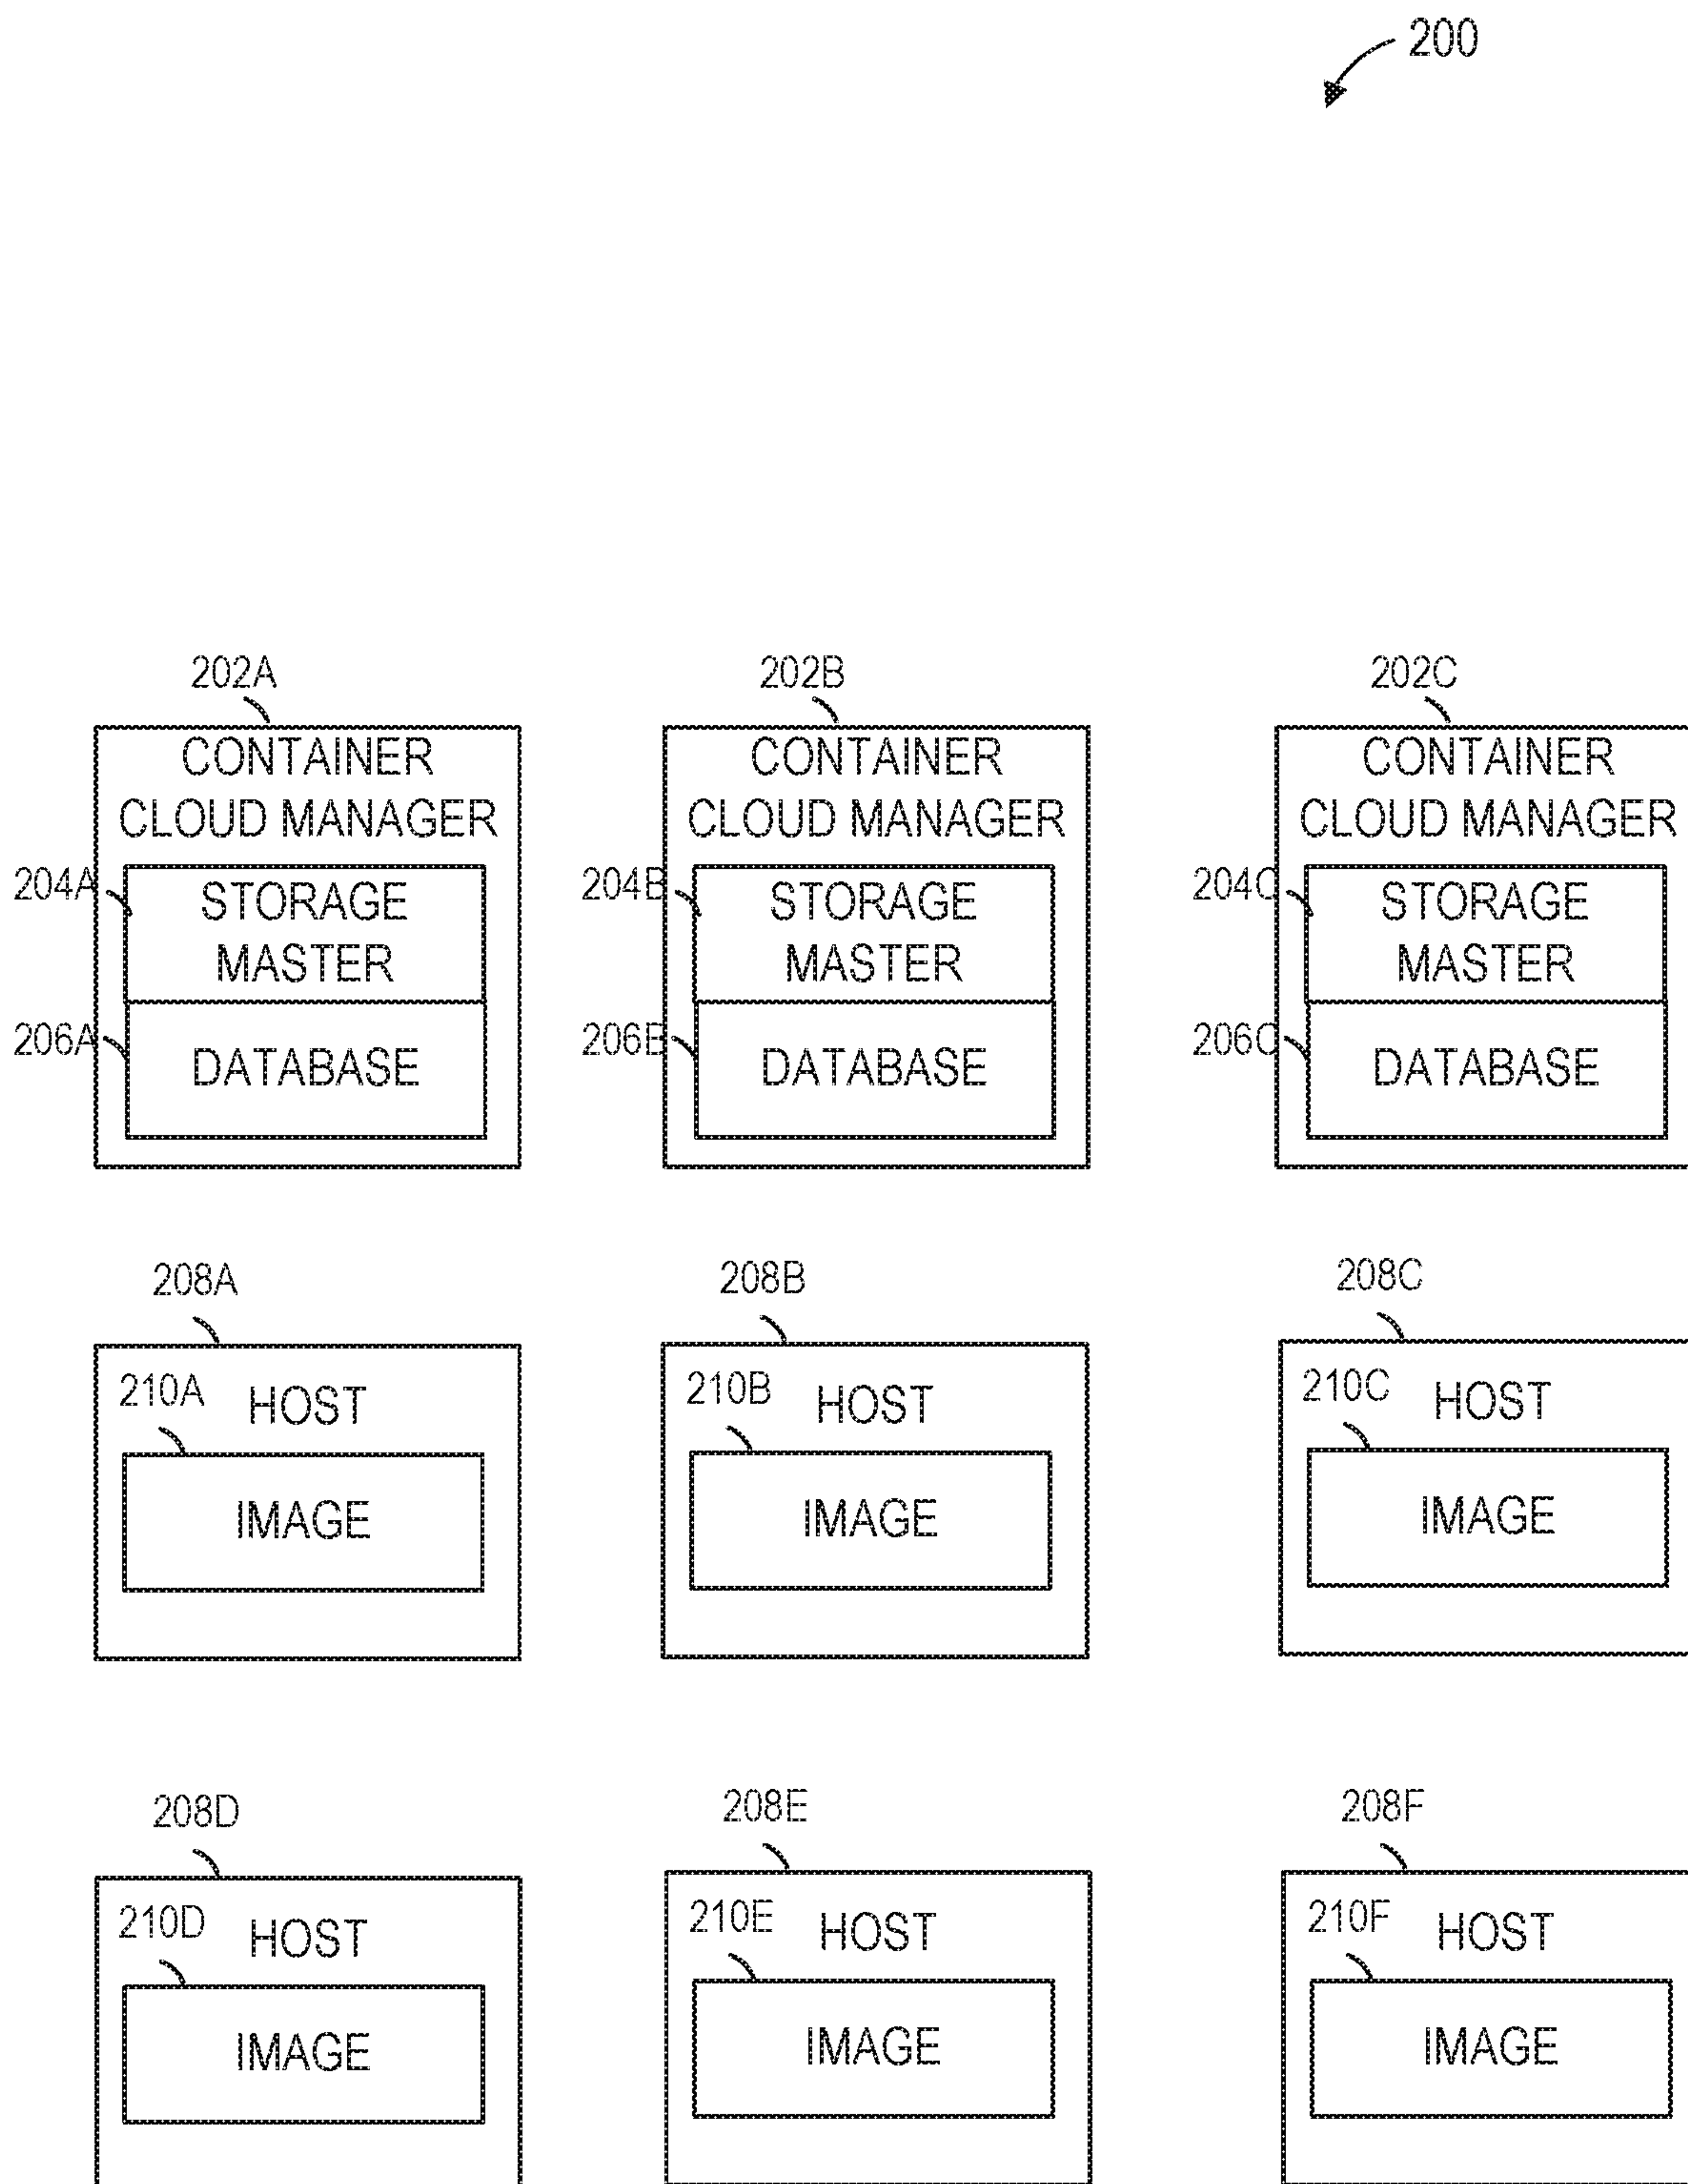 200
202A
202B
202C
CONTAINER
CLOUD MANAGER
CONTAINER
CLOUD MANAGER
CONTAINER
CLOUD MANAGER
204A
STORAGE
MASTER
204B
STORAGE
MASTER
204C
STORAGE
MASTER
206A
DATABASE
206B
DATABASE
206C
DATABASE
208A
208B
208C
210A
HOST
IMAGE
210B
HOST
IMAGE
210C
HOST
IMAGE
208D
208E
208F
210D
HOST
IMAGE
210E
HOST
IMAGE
210F
HOST
IMAGE